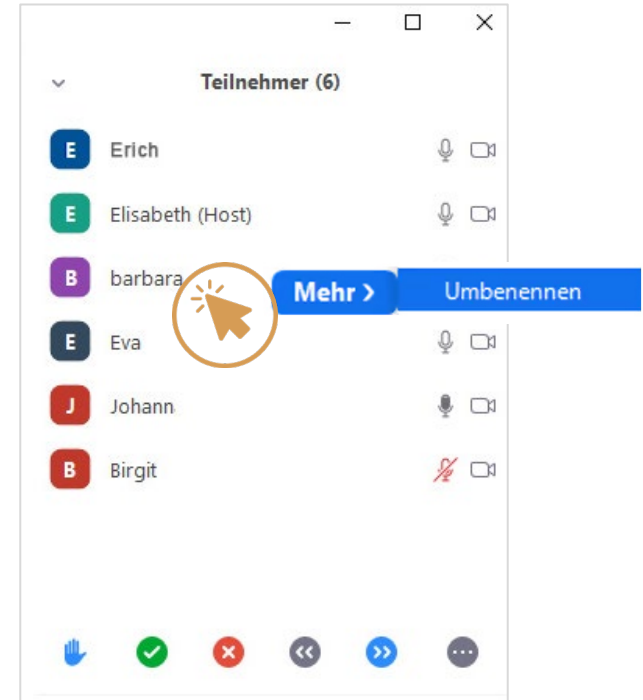 Teilnehmer (6)
E Erich
E Elisabeth (Host)
B barbara Mehr > Umbenennen
E Eva
J Johann
B Birgit